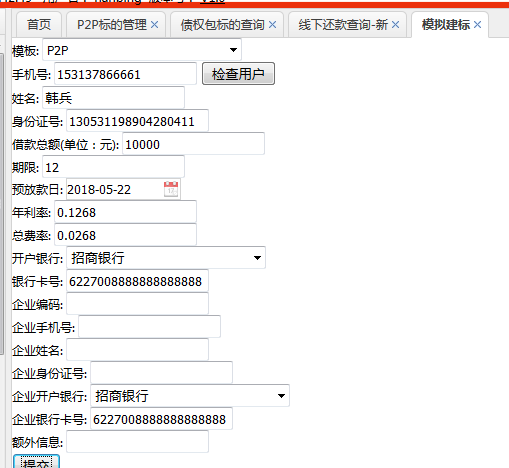 首页 P2P标的管理 债权包标的查询 线下还款查询-新 模拟建标
模板: P2P
手机号: 153137866661 检查用户
姓名: 韩兵
身份证号: 130531198904280411
借款总额(单位：元): 10000
期限: 12
预放款日: 2018-05-22
年利率: 0.1268
总费率: 0.0268
开户银行: 招商银行
银行卡号: 6227008888888888888
企业编码:
企业手机号:
企业姓名:
企业身份证号:
企业开户银行: 招商银行
企业银行卡号: 6227008888888888888
额外信息:
提交